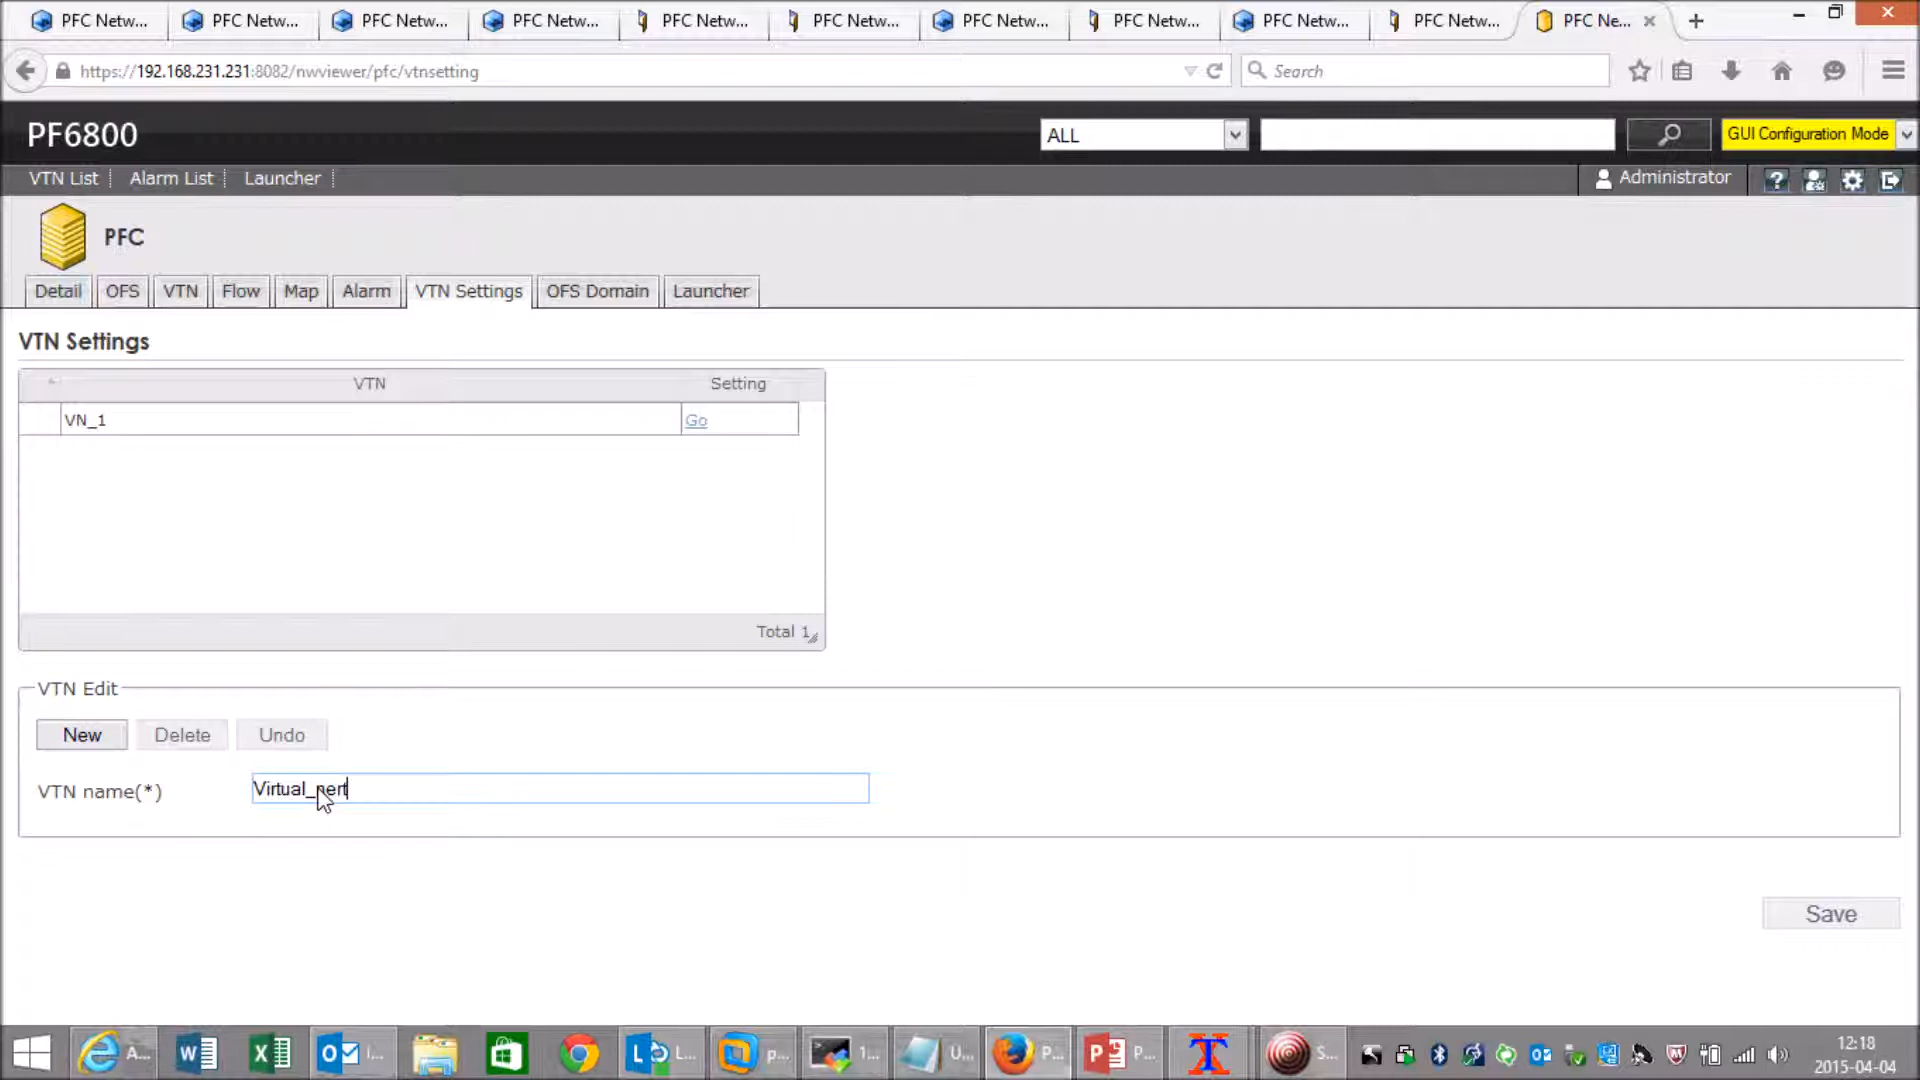 PFC Netw... PFC Netw... PFC Netw... PFC Netw... PFC Netw... PFC Netw... PFC Netw... PFC Netw... PFC Netw... PFC Netw... PFC Ne...
https://192.168.231.231:8082/nwviewer/pfc/vtnsetting Search
PF6800 ALL GUI Configuration Mode
VTN List Alarm List Launcher Administrator
PFC
Detail OFS VTN Flow Map Alarm VTN Settings OFS Domain Launcher
VTN Settings
VTN Setting
VN_1 Go
Total 1
VTN Edit
New Delete Undo
VTN name(*) Virtual_nert
Save
A... I... L... p... 1... U... P... P... S... 12:18
2015-04-04